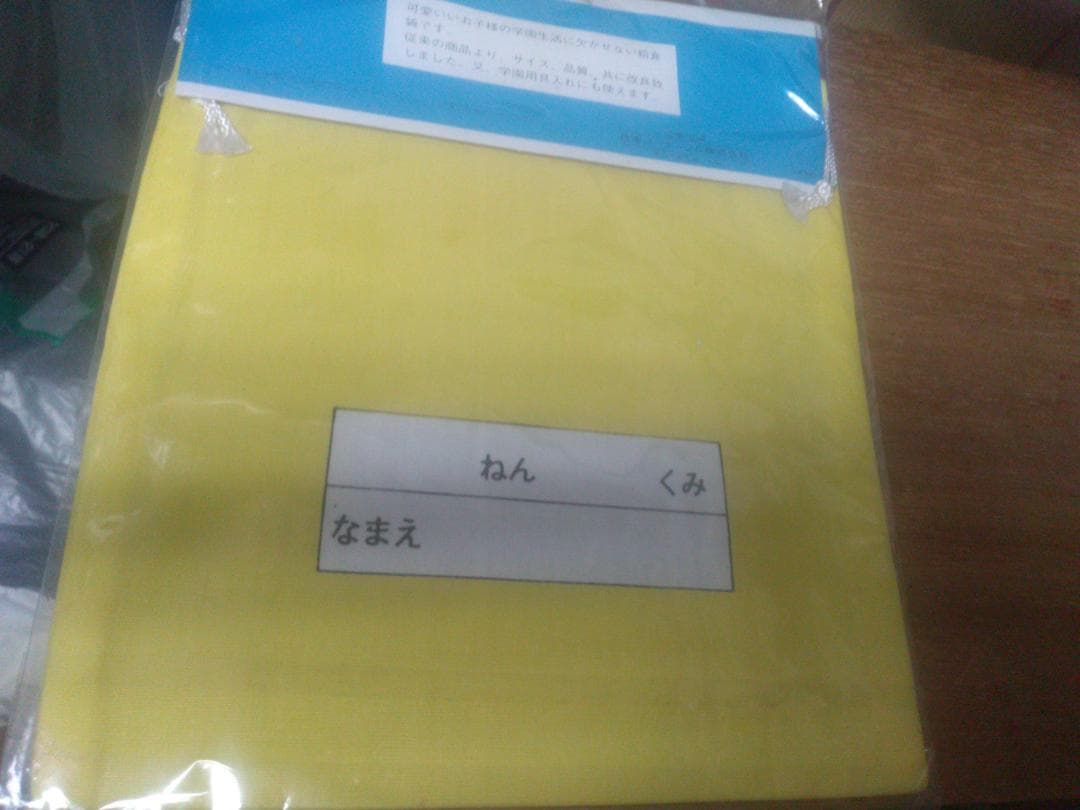 可愛いいお子様の学園生活に欠かせない給食
袋です。
従来の商品より、サイズ、品質、共に改良致
しました。又、学園用具入れにも使えます
ねん くみ
なまえ